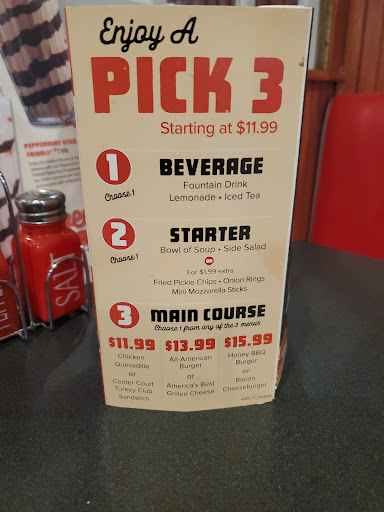 Enjoy A
PICK 3
Starting at $11.99
1
Choose 1
BEVERAGE
Fountain Drink
Lemonade • Iced Tea
2
Choose 1
STARTER
Bowl of Soup • Side Salad
OR
For $1.99 extra
Fried Pickle Chips • Onion Rings
Mini Mozzarella Sticks
3
MAIN COURSE
Choose 1 from any of the 3 menus
$11.99
Chicken
Quesadilla
or
Center Court
Turkey Club
Sandwich
$13.99
All-American
Burger
or
America's Best
Grilled Cheese
$15.99
Honey BBQ
Burger
or
Bacon
Cheeseburger
PEPPERMINT STICK
FRIBBLE
SALT